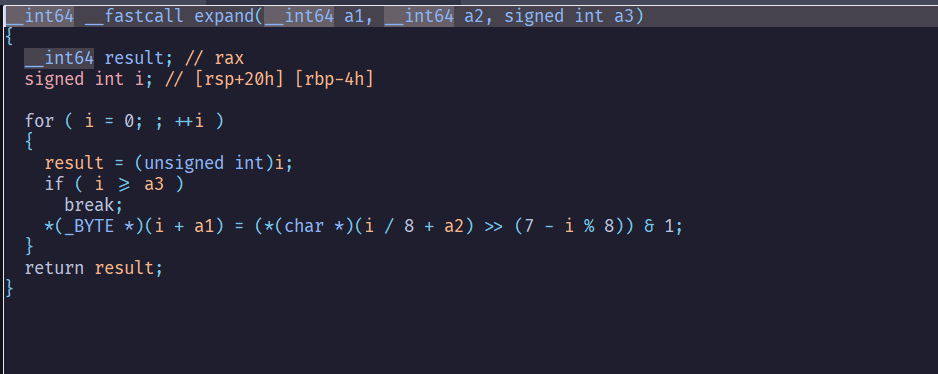 __int64 __fastcall expand(__int64 a1, __int64 a2, signed int a3)
{
  __int64 result; // rax
  signed int i; // [rsp+20h] [rbp-4h]

  for ( i = 0; ; ++i )
  {
    result = (unsigned int)i;
    if ( i >= a3 )
      break;
    *(_BYTE *)(i + a1) = (*(char *)(i / 8 + a2) >> (7 - i % 8)) & 1;
  }
  return result;
}